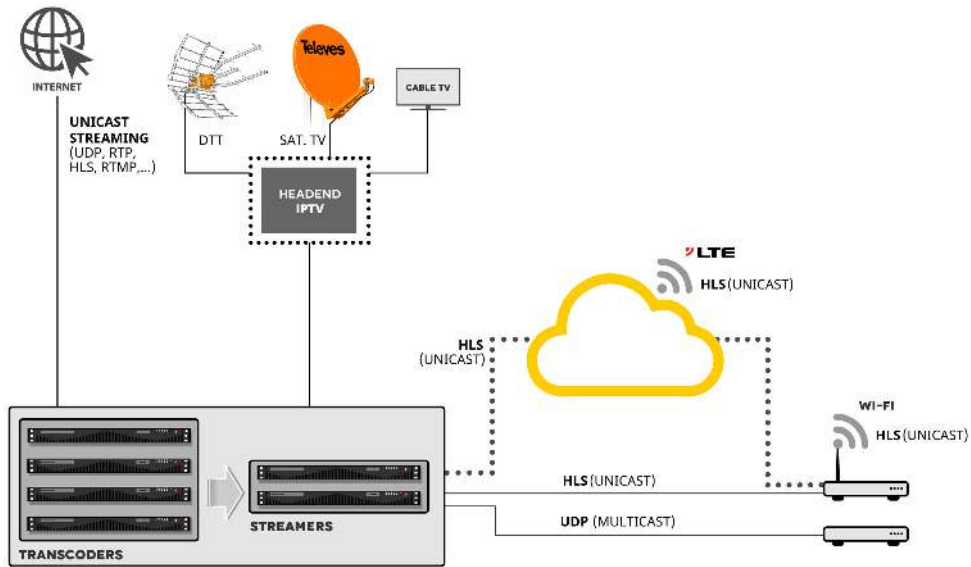 INTERNET
UNICAST
STREAMING
(UDP, RTP,
HLS, RTMP,...)
DTT
Televes
SAT. TV
CABLE TV
HEADEND
IPTV
LTE
HLS(UNICAST)
HLS
(UNICAST)
WI-FI
HLS(UNICAST)
HLS(UNICAST)
UDP (MULTICAST)
STREAMERS
TRANSCODERS